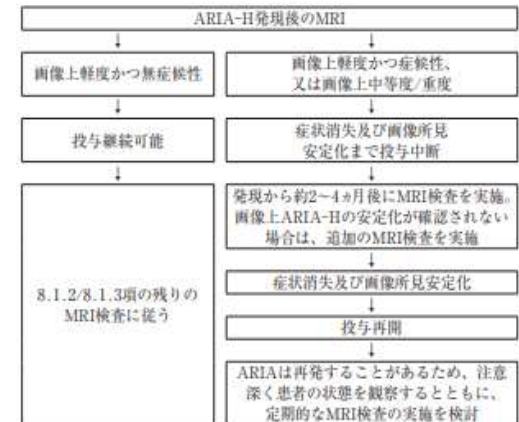 ARIA-H発現後のMRI
画像上軽度かつ無症候性
画像上軽度かつ症候性、
又は画像上中等度/重度
投与継続可能
症状消失及び画像所見
安定化まで投与中断
発現から約2~4ヵ月後にMRI検査を実施。
画像上ARIA-Hの安定化が確認されない
場合は、追加のMRI検査を実施
8.1.2/8.1.3項の残りの
MRI検査に従う
症状消失及び画像所見安定化
投与再開
ARIAは再発することがあるため、注意
深く患者の状態を観察するとともに、
定期的なMRI検査の実施を検討